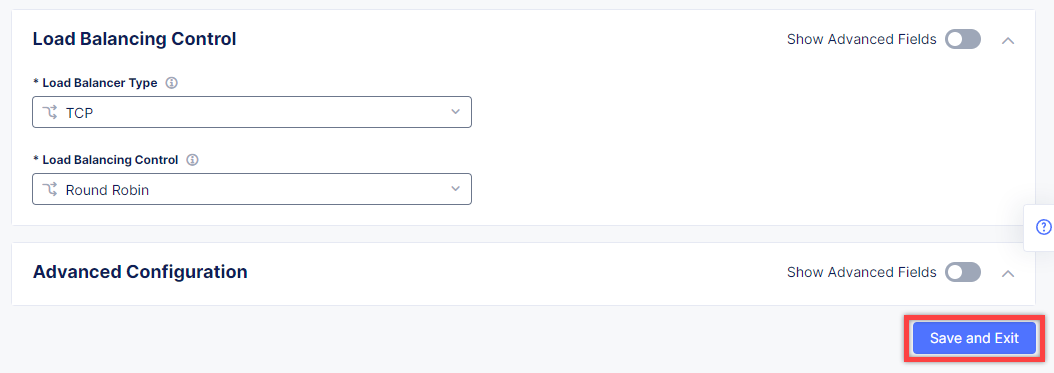 Load Balancing Control
Show Advanced Fields
* Load Balancer Type
TCP
* Load Balancing Control
Round Robin
Advanced Configuration
Show Advanced Fields
Save and Exit